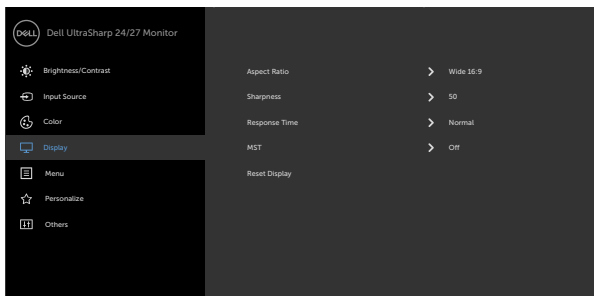 DELL Dell UltraSharp 24/27 Monitor
Brightness/Contrast
Aspect Ratio Wide 16:9
Input Source
Sharpness 50
Color
Response Time Normal
Display
MST Off
Menu
Reset Display
Personalize
Others